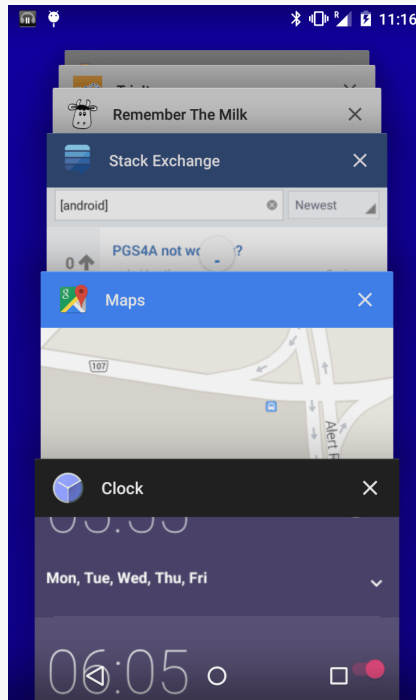 11:16
Remember The Milk
Stack Exchange
[android]
Newest
0
PGS4A not
?
8
Maps
107
Alert R
Clock
Mon, Tue, Wed, Thu, Fri
06:05